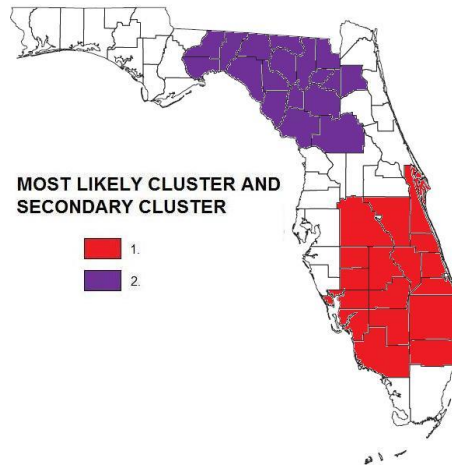 MOST LIKELY CLUSTER AND
SECONDARY CLUSTER
1.
2.